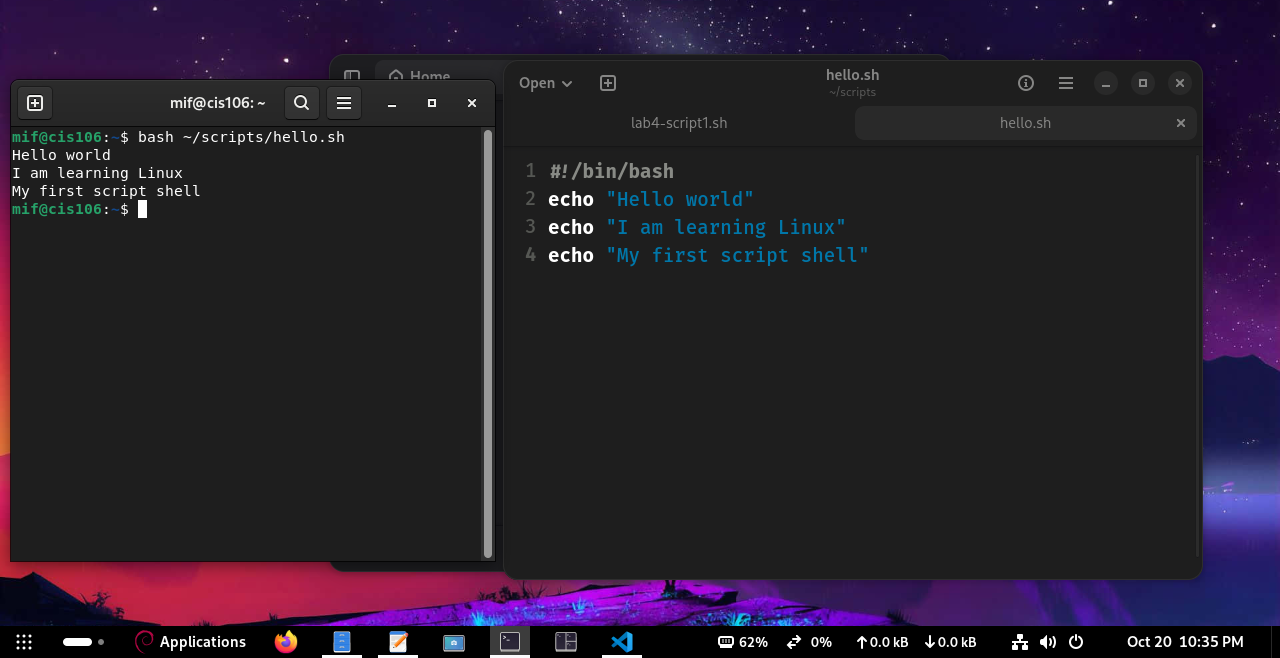 Home
mif@cis106: ~
mif@cis106:~$ bash ~/scripts/hello.sh
Hello world
I am learning Linux
My first script shell
mif@cis106:~$
Open
hello.sh
~/scripts
lab4-script1.sh
hello.sh
1 #!/bin/bash
2 echo "Hello world"
3 echo "I am learning Linux"
4 echo "My first script shell"
Applications
62%
0%
0.0 kB
0.0 kB
Oct 20 10:35 PM